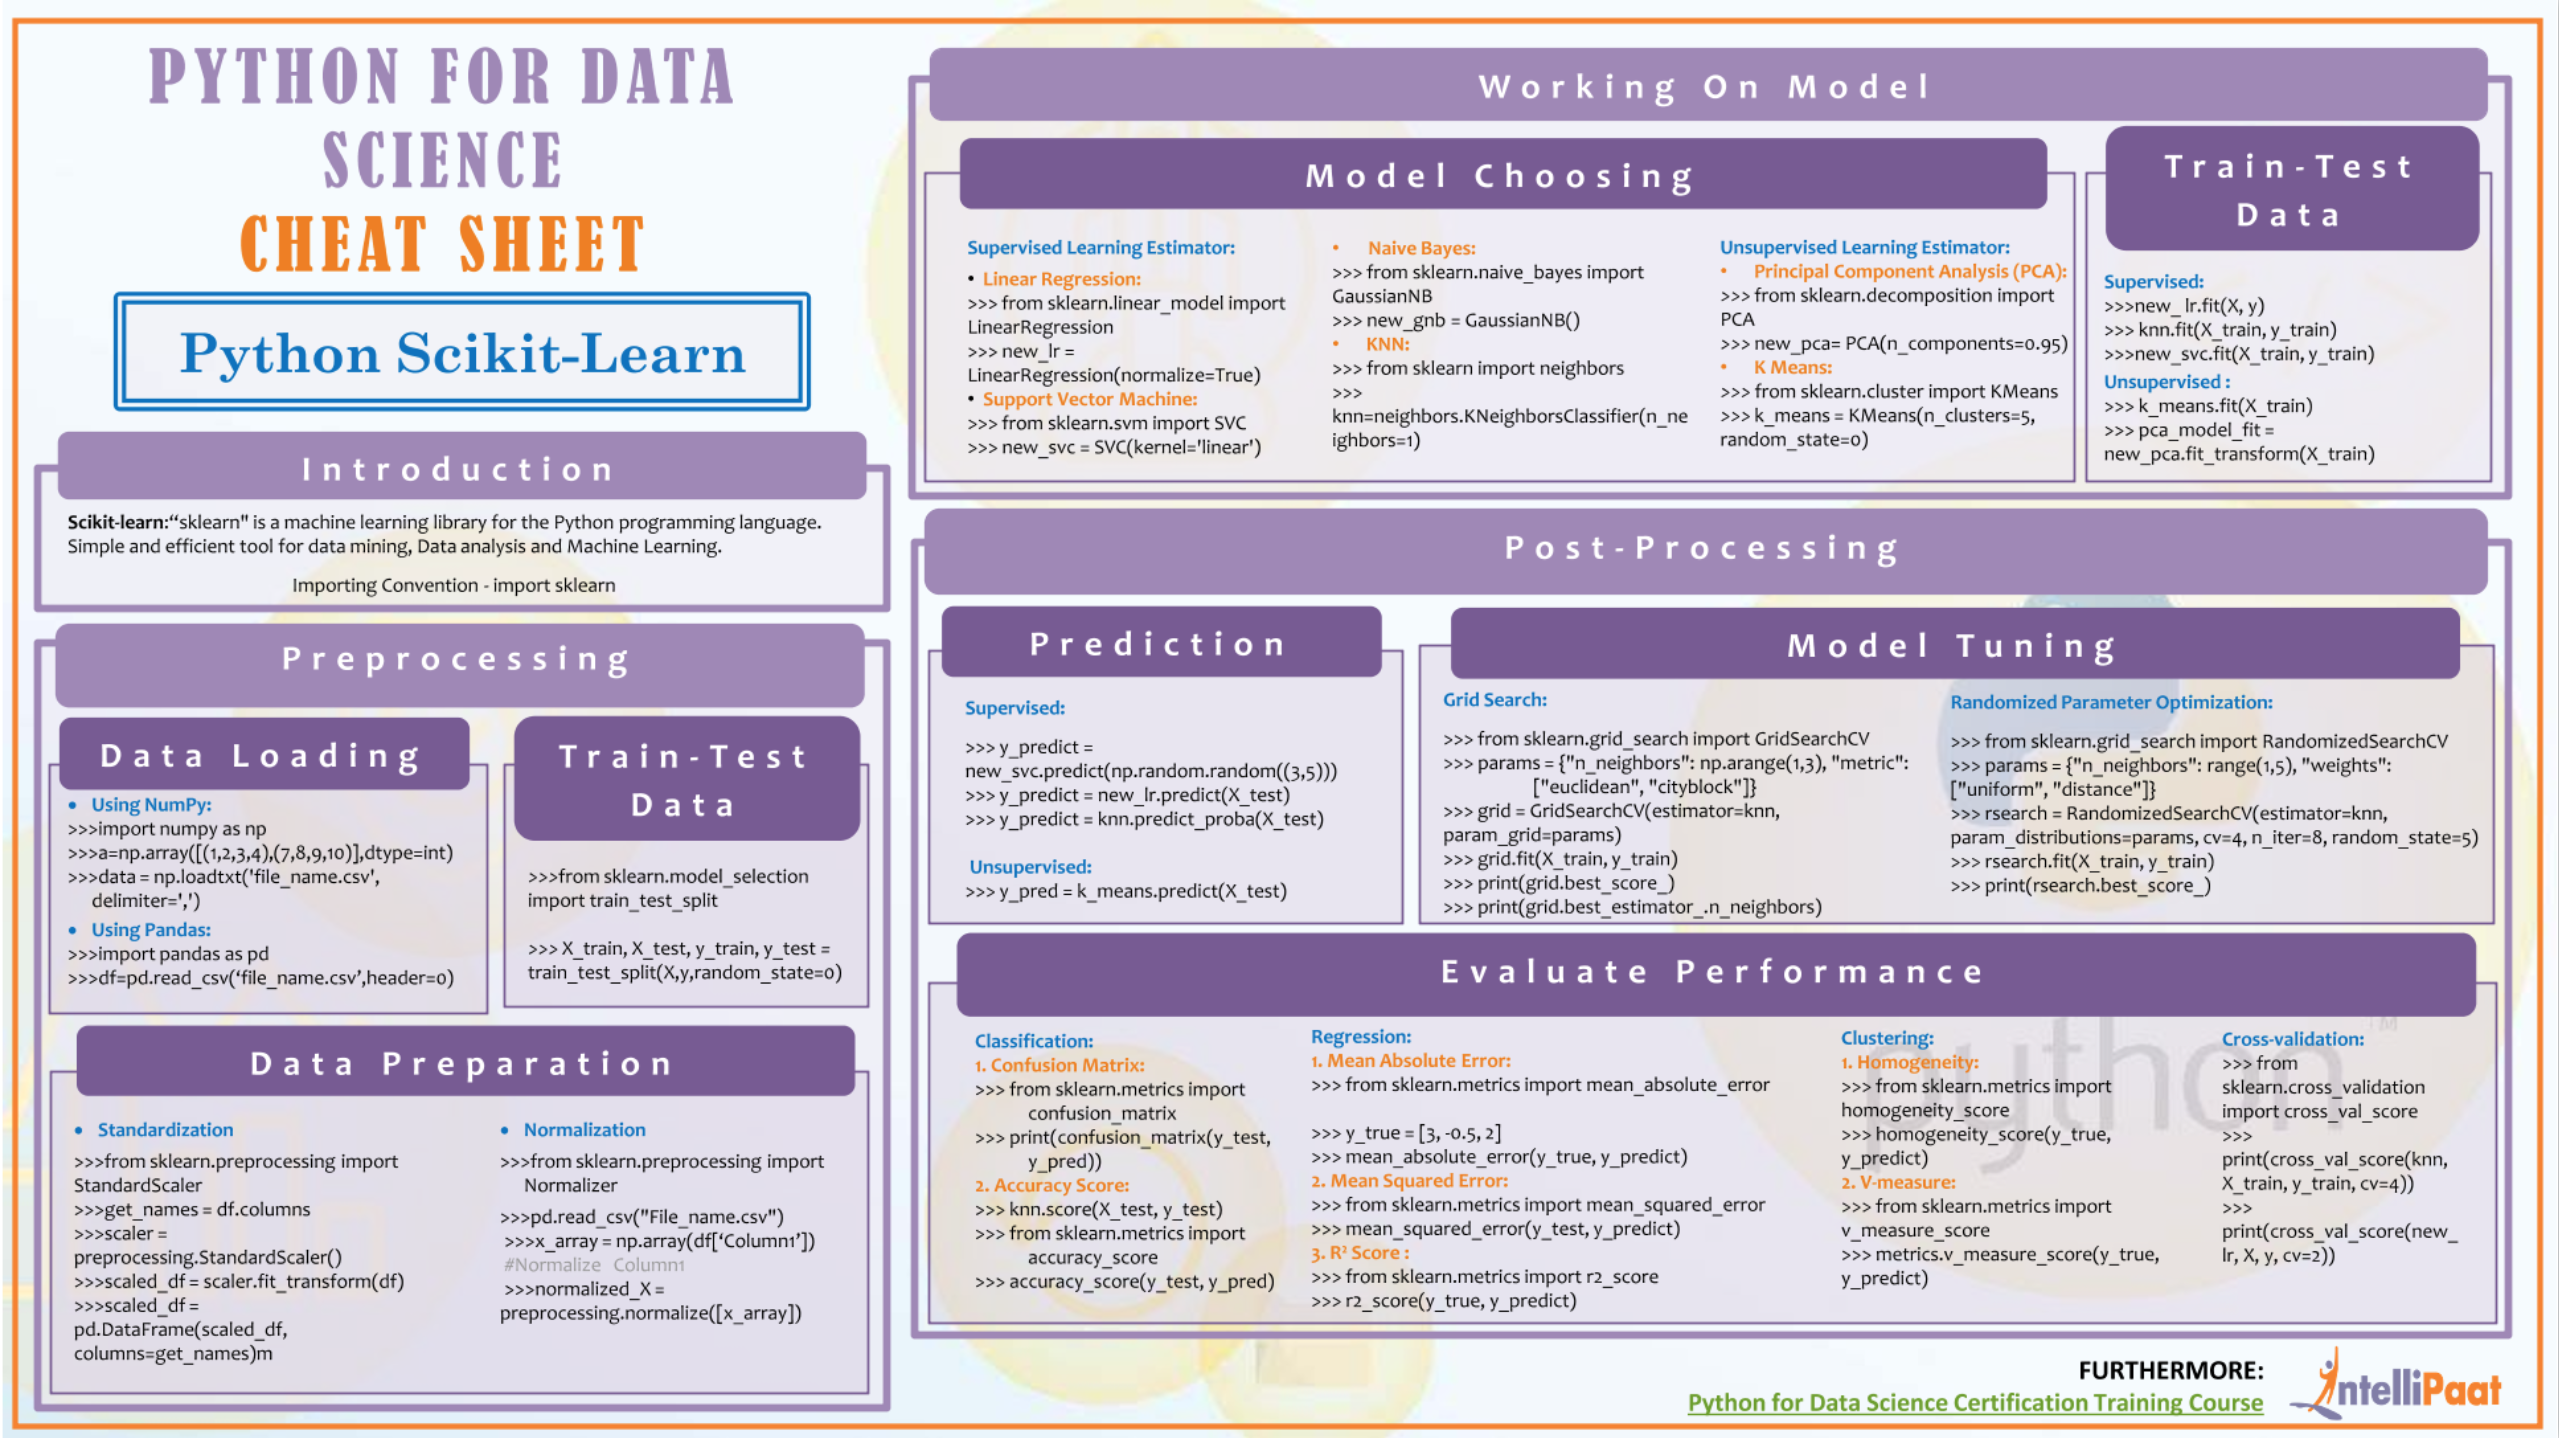 PYTHON FOR DATA
SCIENCE
CHEAT SHEET
Python Scikit-Learn
Introduction
Scikit-learn:“sklearn" is a machine learning library for the Python programming language.
Simple and efficient tool for data mining, Data analysis and Machine Learning.
Importing Convention - import sklearn
Preprocessing
Data Loading
• Using NumPy:
>>>import numpy as np
>>>a=np.array([(1,2,3,4),(7,8,9,10)],dtype=int)
>>>data = np.loadtxt('file_name.csv',
delimiter=',')
• Using Pandas:
>>>import pandas as pd
>>>df=pd.read_csv(‘file_name.csv’,header=0)
Train-Test
Data
>>>from sklearn.model_selection
import train_test_split
>>> X_train, X_test, y_train, y_test =
train_test_split(X,y,random_state=0)
Data Preparation
• Standardization
>>>from sklearn.preprocessing import
StandardScaler
>>>get_names = df.columns
>>>scaler =
preprocessing.StandardScaler()
>>>scaled_df = scaler.fit_transform(df)
>>>scaled_df =
pd.DataFrame(scaled_df,
columns=get_names)m
• Normalization
>>>from sklearn.preprocessing import
Normalizer
>>>pd.read_csv("File_name.csv")
>>>x_array = np.array(df[‘Column1’])
#Normalize Column1
>>>normalized_X =
preprocessing.normalize([x_array])
Working On Model
Model Choosing
Supervised Learning Estimator:
• Linear Regression:
>>> from sklearn.linear_model import
LinearRegression
>>> new_lr =
LinearRegression(normalize=True)
• Support Vector Machine:
>>> from sklearn.svm import SVC
>>> new_svc = SVC(kernel='linear')
• Naive Bayes:
>>> from sklearn.naive_bayes import
GaussianNB
>>> new_gnb = GaussianNB()
• KNN:
>>> from sklearn import neighbors
>>>
knn=neighbors.KNeighborsClassifier(n_ne
ighbors=1)
Unsupervised Learning Estimator:
• Principal Component Analysis (PCA):
>>> from sklearn.decomposition import
PCA
>>> new_pca= PCA(n_components=0.95)
• K Means:
>>> from sklearn.cluster import KMeans
>>> k_means = KMeans(n_clusters=5,
random_state=0)
Train-Test
Data
Supervised:
>>>new_ lr.fit(X, y)
>>> knn.fit(X_train, y_train)
>>>new_svc.fit(X_train, y_train)
Unsupervised :
>>> k_means.fit(X_train)
>>> pca_model_fit =
new_pca.fit_transform(X_train)
Post-Processing
Prediction
Supervised:
>>> y_predict =
new_svc.predict(np.random.random((3,5)))
>>> y_predict = new_lr.predict(X_test)
>>> y_predict = knn.predict_proba(X_test)
Unsupervised:
>>> y_pred = k_means.predict(X_test)
Model Tuning
Grid Search:
>>> from sklearn.grid_search import GridSearchCV
>>> params = {"n_neighbors": np.arange(1,3), "metric":
["euclidean", "cityblock"]}
>>> grid = GridSearchCV(estimator=knn,
param_grid=params)
>>> grid.fit(X_train, y_train)
>>> print(grid.best_score_)
>>> print(grid.best_estimator_.n_neighbors)
Randomized Parameter Optimization:
>>> from sklearn.grid_search import RandomizedSearchCV
>>> params = {"n_neighbors": range(1,5), "weights":
["uniform", "distance"]}
>>> rsearch = RandomizedSearchCV(estimator=knn,
param_distributions=params, cv=4, n_iter=8, random_state=5)
>>> rsearch.fit(X_train, y_train)
>>> print(rsearch.best_score_)
Evaluate Performance
Classification:
1. Confusion Matrix:
>>> from sklearn.metrics import
confusion_matrix
>>> print(confusion_matrix(y_test,
y_pred))
2. Accuracy Score:
>>> knn.score(X_test, y_test)
>>> from sklearn.metrics import
accuracy_score
>>> accuracy_score(y_test, y_pred)
Regression:
1. Mean Absolute Error:
>>> from sklearn.metrics import mean_absolute_error
>>> y_true = [3, -0.5, 2]
>>> mean_absolute_error(y_true, y_predict)
2. Mean Squared Error:
>>> from sklearn.metrics import mean_squared_error
>>> mean_squared_error(y_test, y_predict)
3. R² Score :
>>> from sklearn.metrics import r2_score
>>> r2_score(y_true, y_predict)
Clustering:
1. Homogeneity:
>>> from sklearn.metrics import
homogeneity_score
>>> homogeneity_score(y_true,
y_predict)
2. V-measure:
>>> from sklearn.metrics import
v_measure_score
>>> metrics.v_measure_score(y_true,
y_predict)
Cross-validation:
>>> from
sklearn.cross_validation
import cross_val_score
>>>
print(cross_val_score(knn,
X_train, y_train, cv=4))
>>>
print(cross_val_score(new_
lr, X, y, cv=2))
python
TM
FURTHERMORE:
Python for Data Science Certification Training Course
IntelliPaat